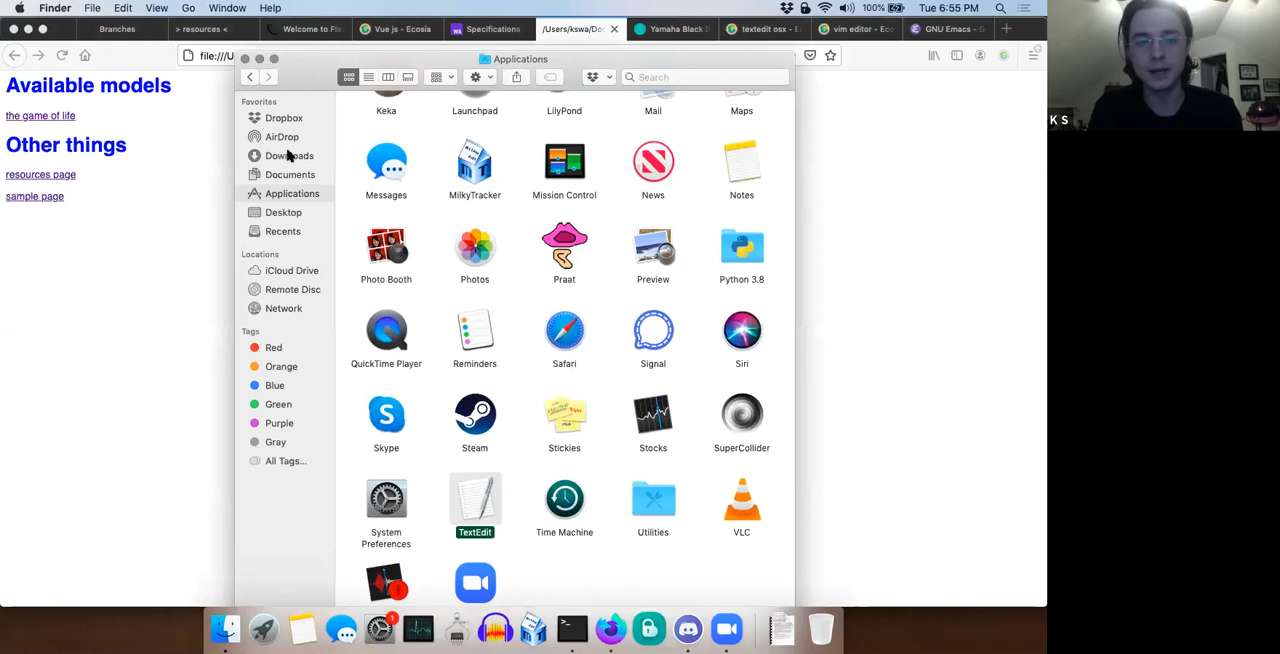 Finder File Edit View Go Window Help 100% Tue 6:55 PM
Branches > resources < Welcome to Fl Vue js - Ecosia Specifications /Users/kswa/Doc Yamaha Black B textedit osx - Ec vim editor - Eco GNU Emacs - G
file:///U
Applications
Search
Available models
the game of life
Other things
resources page
sample page
Favorites
Dropbox
AirDrop
Downloads
Documents
Applications
Desktop
Recents
Locations
iCloud Drive
Remote Disc
Network
Tags
Red
Orange
Blue
Green
Purple
Gray
All Tags...
Keka Launchpad LilyPond Mail Maps
Messages MilkyTracker Mission Control News Notes
Photo Booth Photos Praat Preview Python 3.8
QuickTime Player Reminders Safari Signal Siri
Skype Steam Stickies Stocks SuperCollider
System Preferences TextEdit Time Machine Utilities VLC
K S